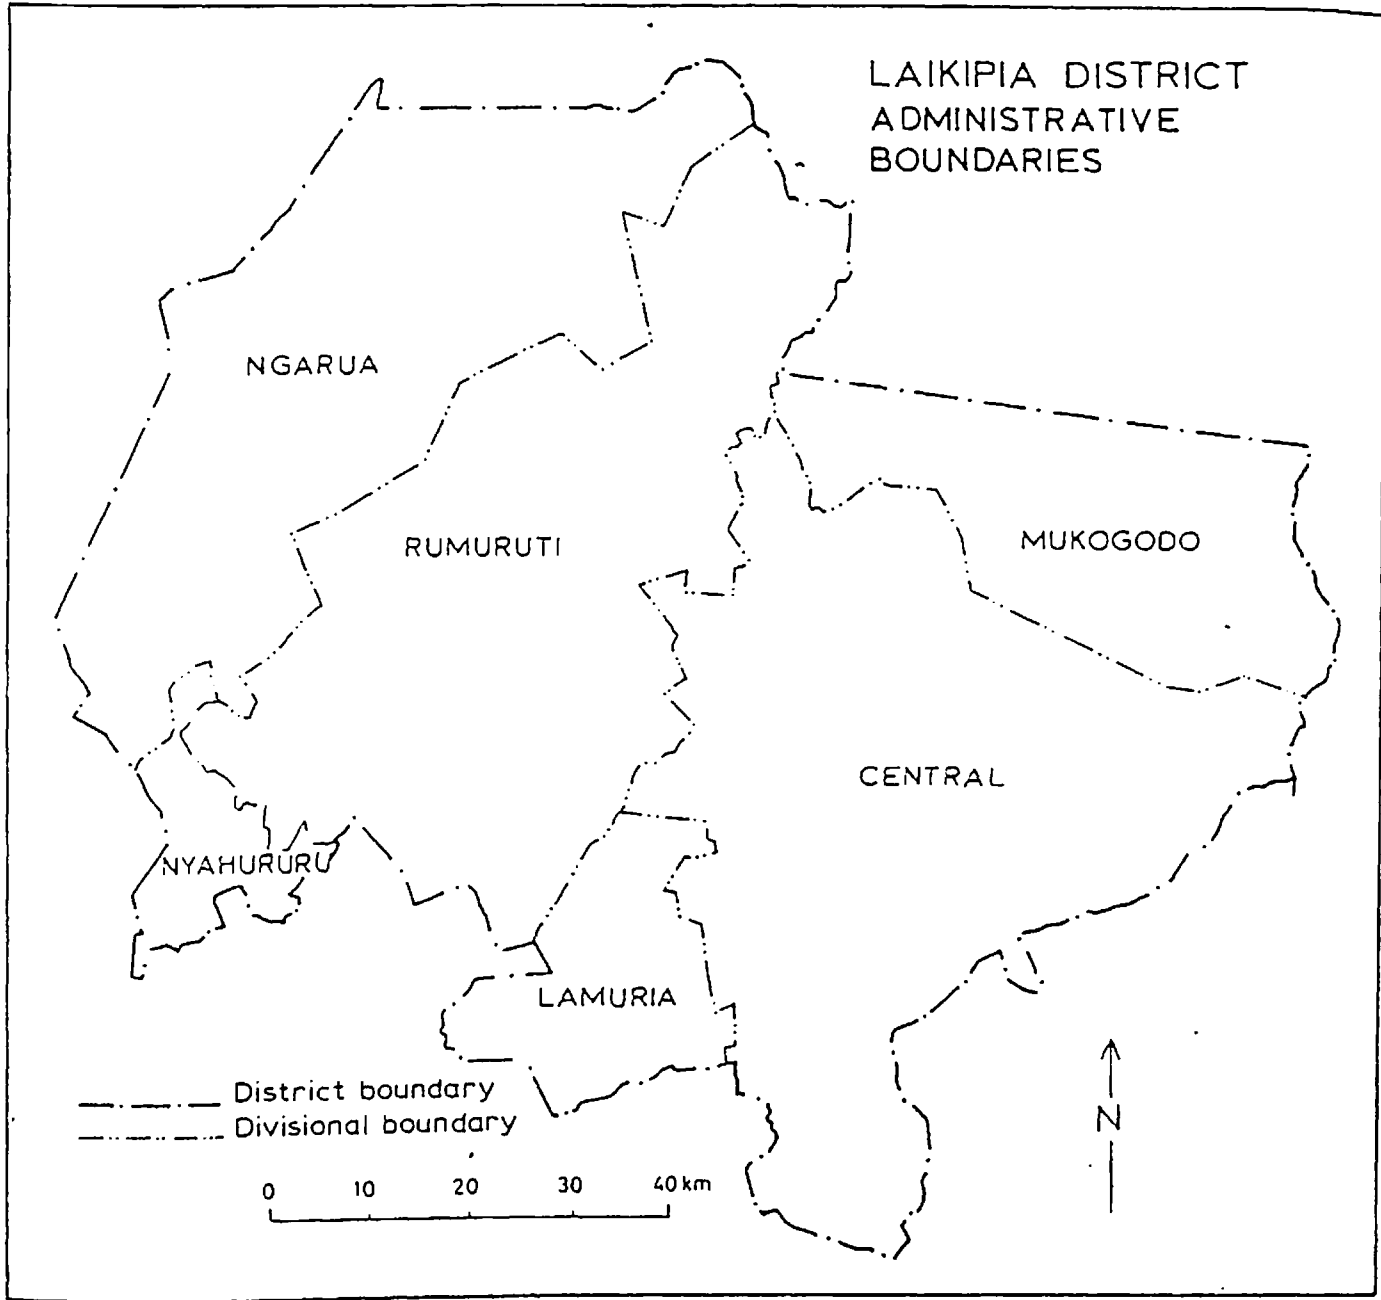 LAIKIPIA DISTRICT
ADMINISTRATIVE
BOUNDARIES
NGARUA
RUMURUTI
MUKOGODO
CENTRAL
NYAHURURU
LAMURIA
District boundary
Divisional boundary
N
0 10 20 30 40 km